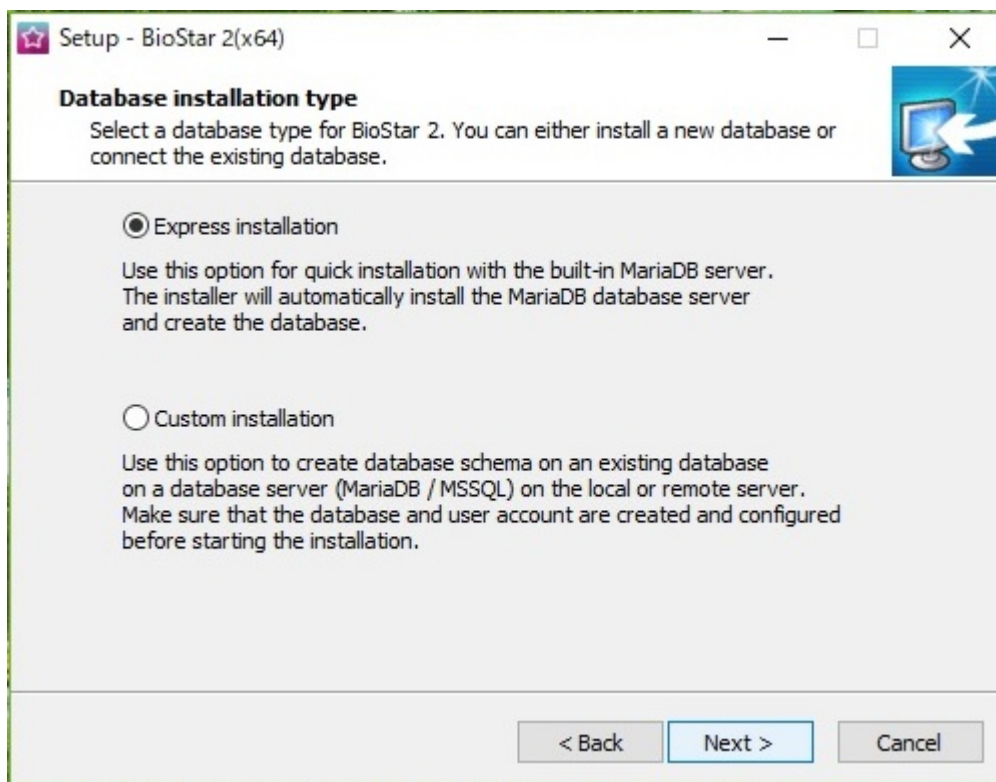 Setup - BioStar 2(x64)
Database installation type
Select a database type for BioStar 2. You can either install a new database or
connect the existing database.
Express installation
Use this option for quick installation with the built-in MariaDB server.
The installer will automatically install the MariaDB database server
and create the database.
Custom installation
Use this option to create database schema on an existing database
on a database server (MariaDB / MSSQL) on the local or remote server.
Make sure that the database and user account are created and configured
before starting the installation.
< Back
Next >
Cancel